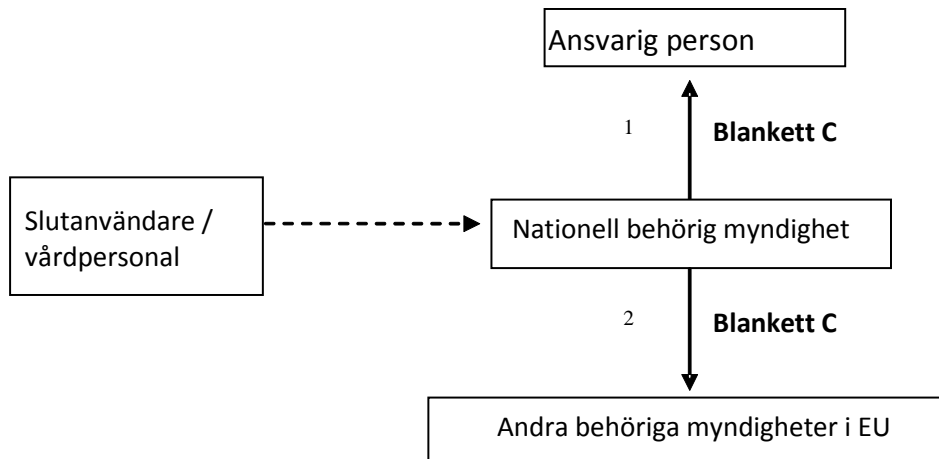 Ansvarig person
1
Blankett C
Slutanvändare /
vårdpersonal
Nationell behörig myndighet
2
Blankett C
Andra behöriga myndigheter i EU